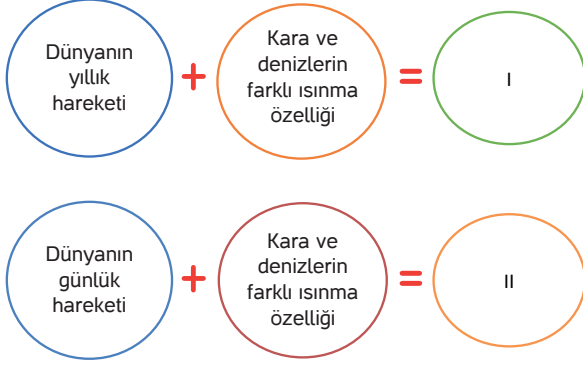 Dünyanın
yıllık
hareketi
+
Kara ve
denizlerin
farklı ısınma
özelliği
=
I
Dünyanın
günlük
hareketi
+
Kara ve
denizlerin
farklı ısınma
özelliği
=
II